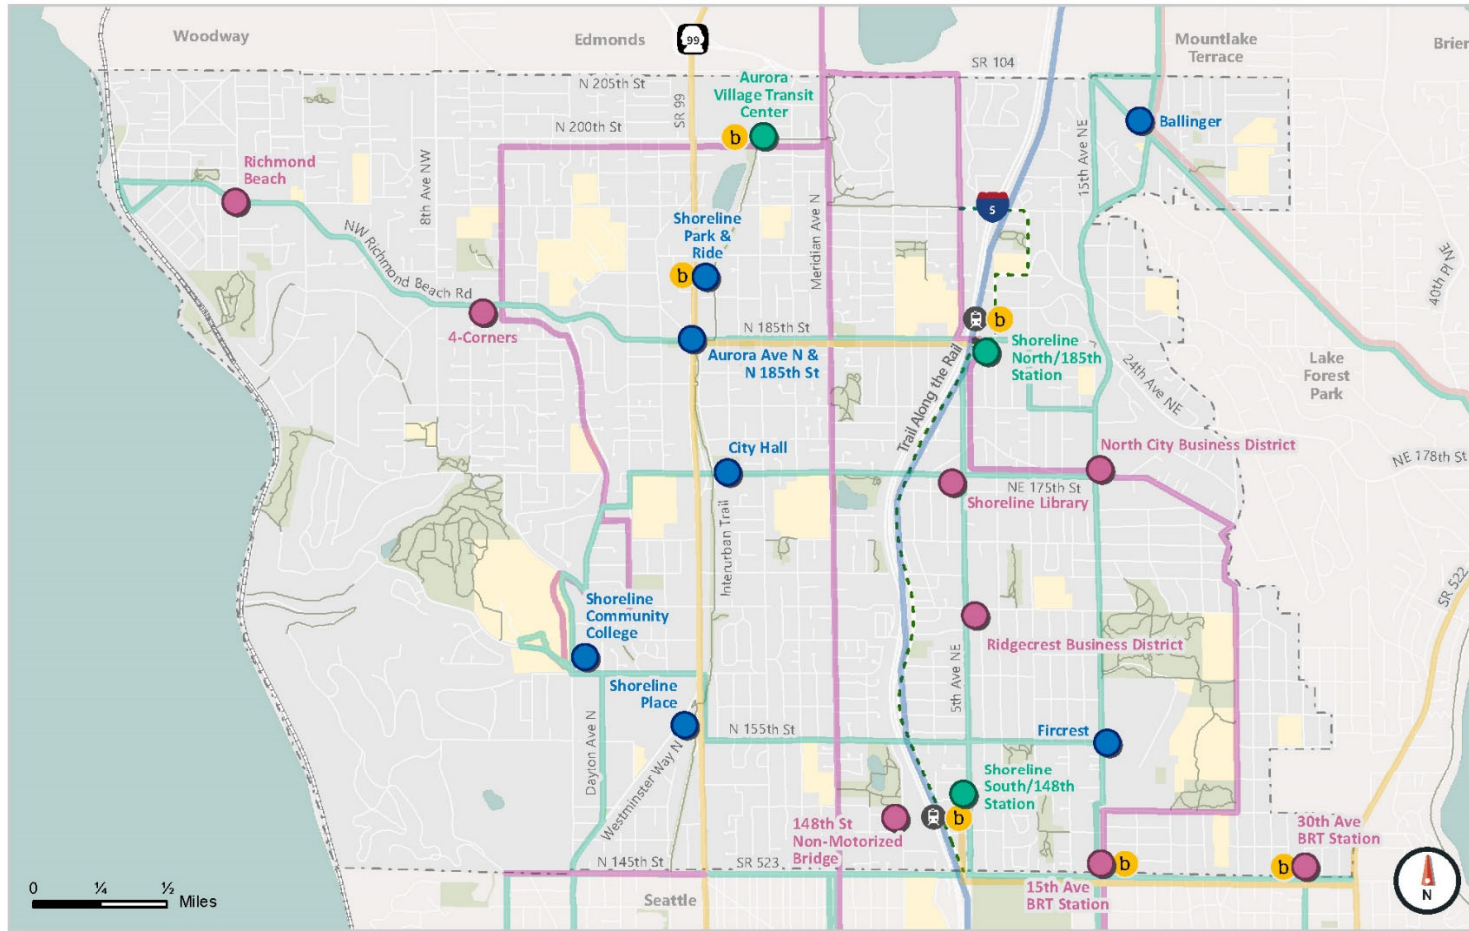 Woodway
Edmonds
99
Mountlake
Terrace
Brier
SR 104
N 205th St
Aurora
Village Transit
Center
SR 99
N 200th St
b
Ballinger
15th Ave NE
Richmond
Beach
8th Ave NW
Shoreline
Park &
Ride
b
Meridian Ave N
5
NW Richmond Beach Rd
40th Pl NE
4-Corners
N 185th St
b
Aurora Ave N &
N 185th St
Shoreline
North/185th
Station
Trail Along the Rail
24th Ave NE
Lake
Forest
Park
City Hall
North City Business District
NE 178th St
NE 175th St
Shoreline Library
Interurban Trail
Shoreline
Community
College
SR 522
Ridgecrest Business District
5th Ave NE
Shoreline
Place
N 155th St
Fircrest
Dayton Ave N
Westminster Way N
Shoreline
South/148th
Station
148th St
Non-Motorized
Bridge
b
30th Ave
BRT Station
N 145th St
SR 523
b
b
15th Ave
BRT Station
0 ¼ ½
Miles
Seattle
N